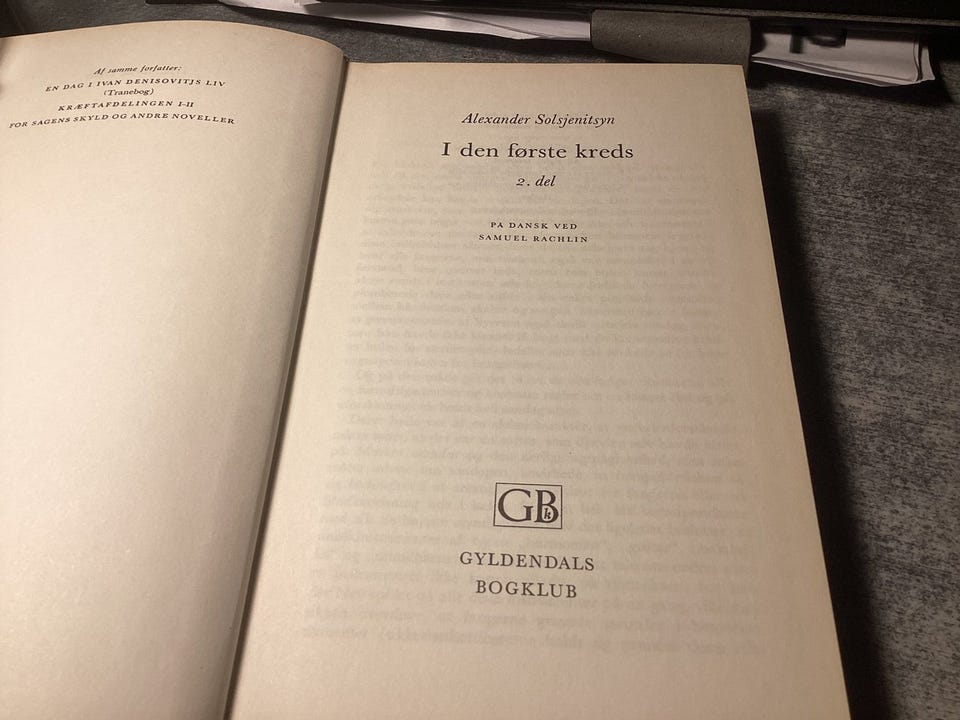 Af samme forfatter:
EN DAG I IVAN DENISOVITJS LIV
(Tranebog)
KRÆFTAFDELINGEN I-II
FOR SAGENS SKYLD OG ANDRE NOVELLER
Alexander Solsjenitsyn
I den første kreds
2. del
PÅ DANSK VED
SAMUEL RACHLIN
GBk
GYLDENDALS
BOGKLUB